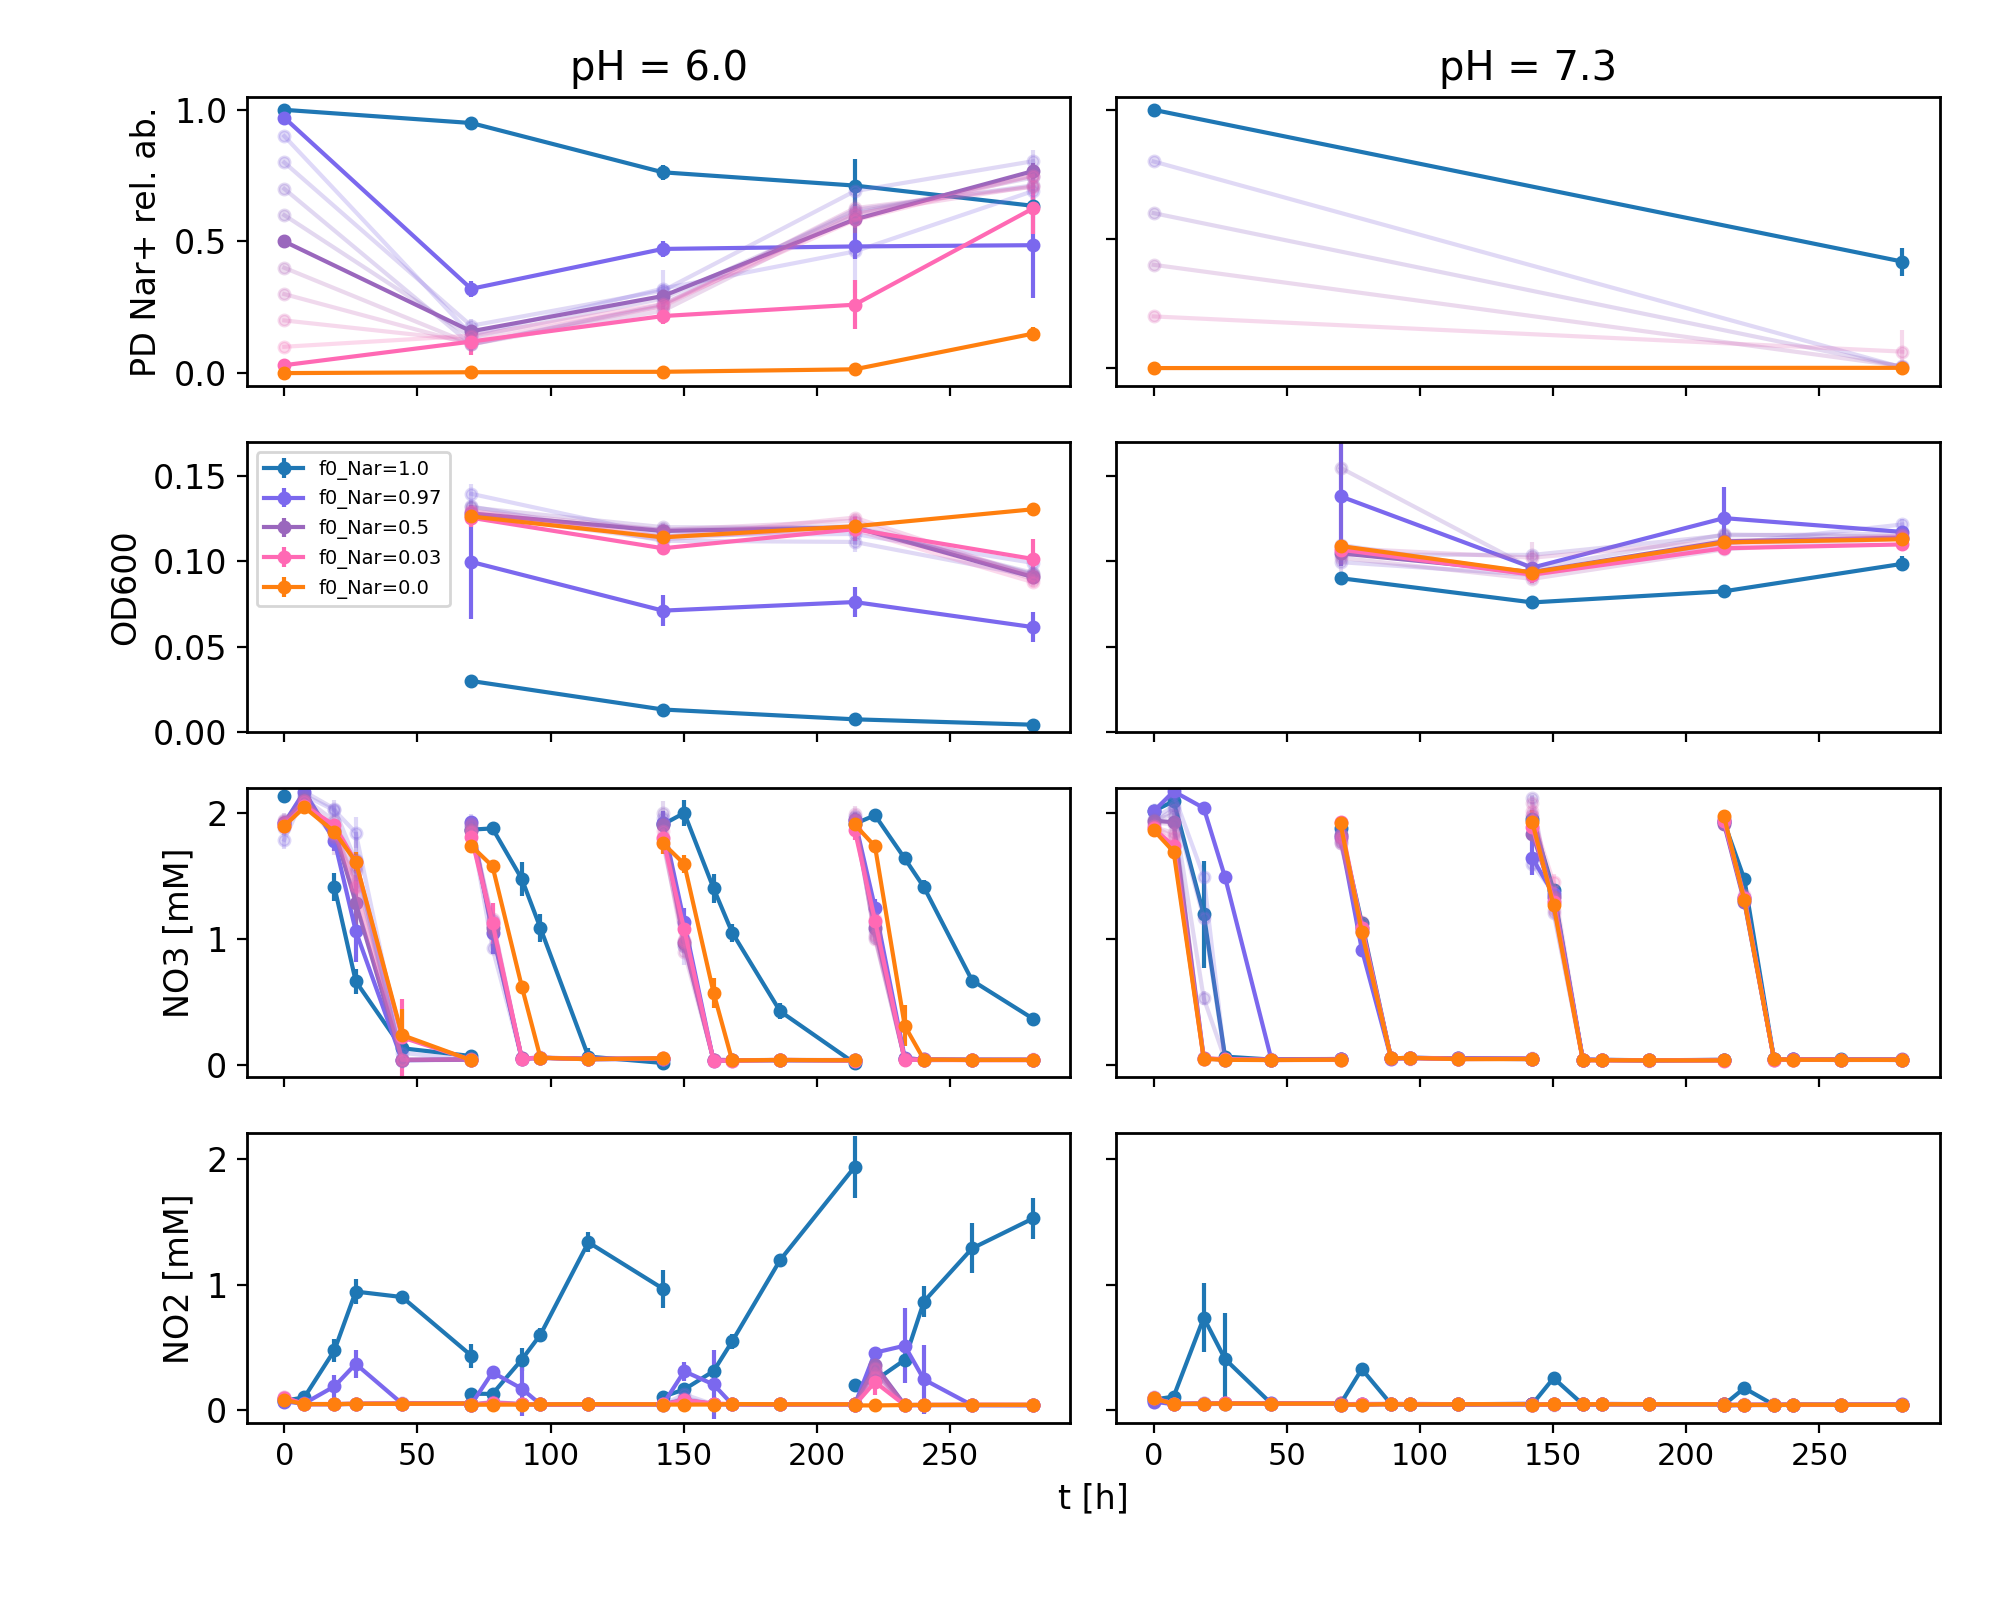 pH = 6.0
pH = 7.3
PD Nar+ rel. ab.
1.0
0.5
0.0
OD600
0.15
0.10
0.05
0.00
f0_Nar=1.0
f0_Nar=0.97
f0_Nar=0.5
f0_Nar=0.03
f0_Nar=0.0
NO3 [mM]
2
1
0
NO2 [mM]
2
1
0
0 50 100 150 200 250
0 50 100 150 200 250
t [h]